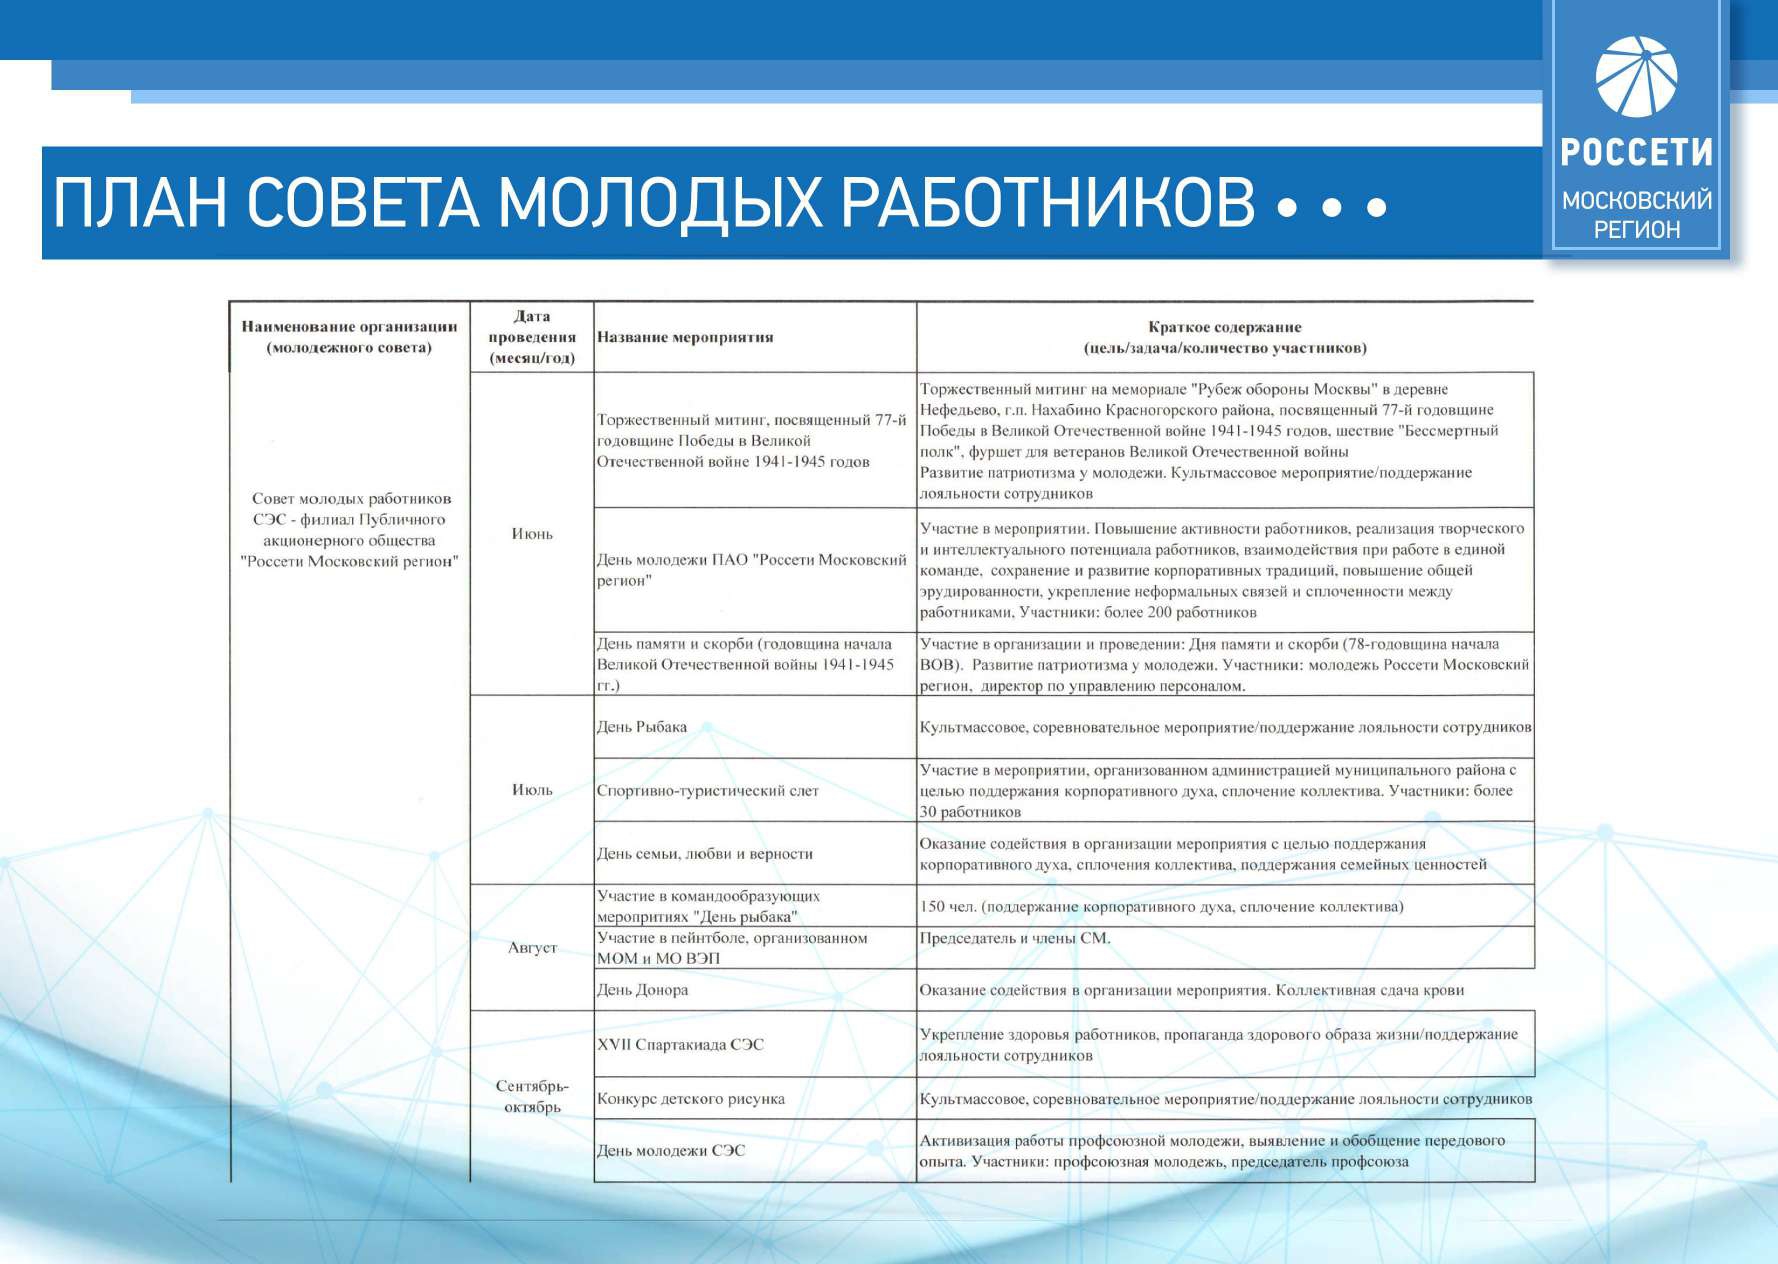 РОССЕТИ
МОСКОВСКИЙ
РЕГИОН
ПЛАН СОВЕТА МОЛОДЫХ РАБОТНИКОВ • • •
Наименование организации
(молодежного совета)
Дата
проведения
(месяц/год)
Название мероприятия
Краткое содержание
(цель/задача/количество участников)
Совет молодых работников
СЭС - филиал Публичного
акционерного общества
"Россети Московский регион"
Июнь
Торжественный митинг, посвященный 77-й
годовщине Победы в Великой
Отечественной войне 1941-1945 годов
Торжественный митинг на мемориале "Рубеж обороны Москвы" в деревне
Нефедьево, г.п. Нахабино Красногорского района, посвященный 77-й годовщине
Победы в Великой Отечественной войне 1941-1945 годов, шествие "Бессмертный
полк", фуршет для ветеранов Великой Отечественной войны
Развитие патриотизма у молодежи. Культмассовое мероприятие/поддержание
лояльности сотрудников
День молодежи ПАО "Россети Московский
регион"
Участие в мероприятии. Повышение активности работников, реализация творческого
и интеллектуального потенциала работников, взаимодействия при работе в единой
команде, сохранение и развитие корпоративных традиций, повышение общей
эрудированности, укрепление неформальных связей и сплоченности между
работниками, Участники: более 200 работников
День памяти и скорби (годовщина начала
Великой Отечественной войны 1941-1945
гг.)
Участие в организации и проведении: Дня памяти и скорби (78-годовщина начала
ВОВ). Развитие патриотизма у молодежи. Участники: молодежь Россети Московский
регион, директор по управлению персоналом.
Июль
День Рыбака
Культмассовое, соревновательное мероприятие/поддержание лояльности сотрудников
Спортивно-туристический слет
Участие в мероприятии, организованном администрацией муниципального района с
целью поддержания корпоративного духа, сплочение коллектива. Участники: более
30 работников
День семьи, любви и верности
Оказание содействия в организации мероприятия с целью поддержания
корпоративного духа, сплочения коллектива, поддержания семейных ценностей
Август
Участие в командообразующих
меропритиях "День рыбака"
150 чел. (поддержание корпоративного духа, сплочение коллектива)
Участие в пейнтболе, организованном
МОМ и МО ВЭП
Председатель и члены СМ.
День Донора
Оказание содействия в организации мероприятия. Коллективная сдача крови
Сентябрь-
октябрь
XVII Спартакиада СЭС
Укрепление здоровья работников, пропаганда здорового образа жизни/поддержание
лояльности сотрудников
Конкурс детского рисунка
Культмассовое, соревновательное мероприятие/поддержание лояльности сотрудников
День молодежи СЭС
Активизация работы профсоюзной молодежи, выявление и обобщение передового
опыта. Участники: профсоюзная молодежь, председатель профсоюза